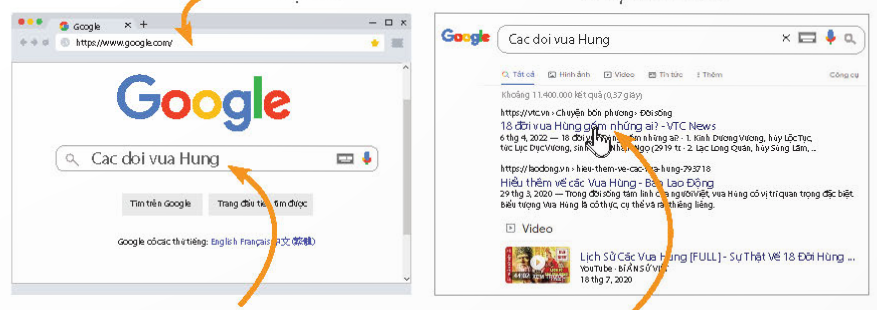 Google
https://www.google.com/
Google
Cac doi vua Hung
Tìm trên Google
Trang đầu tiên tìm được
Google có các thứ tiếng: English Français 中文 (繁體)
Google
Cac doi vua Hung
Tất cả Hình ảnh Video Tin tức Thêm Công cụ
Khoảng 11.400.000 kết quả (0,37 giây)
https://vtc.vn › Chuyện bốn phương › Đời sống
18 đời vua Hùng gồm những ai? - VTC News
6 thg 4, 2022 — 18 đời vua Hùng gồm những ai? · 1. Kinh Dương Vương, húy Lộc Tục,
tức Lục Dục Vương, sinh Nhâm Ngọ (2919 tr · 2. Lạc Long Quân, húy Sùng Lãm, ...
https://laodong.vn › hieu-them-ve-cac-vua-hung-793718
Hiểu thêm về các Vua Hùng - Báo Lao Động
29 thg 3, 2020 — Trong đời sống tâm linh của người Việt, vua Hùng có vị trí quan trọng đặc biệt.
Biểu tượng Vua Hùng là có thực, cụ thể và rất thiêng liêng.
Video
Lịch Sử Các Vua Hùng [FULL] - Sự Thật Về 18 Đời Hùng ...
YouTube · BÍ ẨN SỬ VIỆT
18 thg 7, 2020
44:02